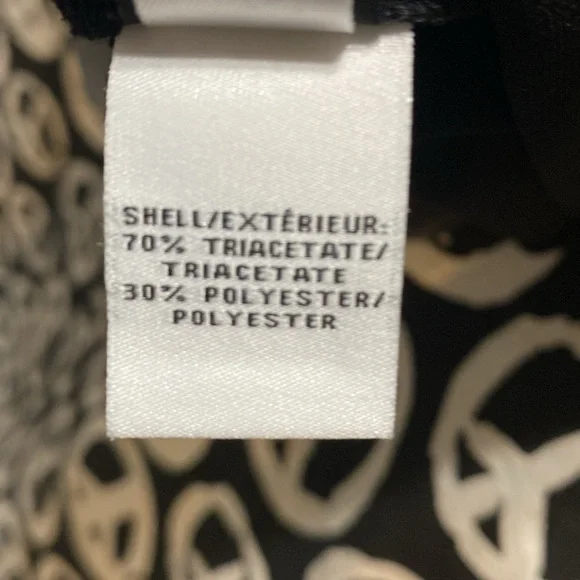 SHELL/EXTÉRIEUR:
70% TRIACETATE/
TRIACETATE
30% POLYESTER/
POLYESTER